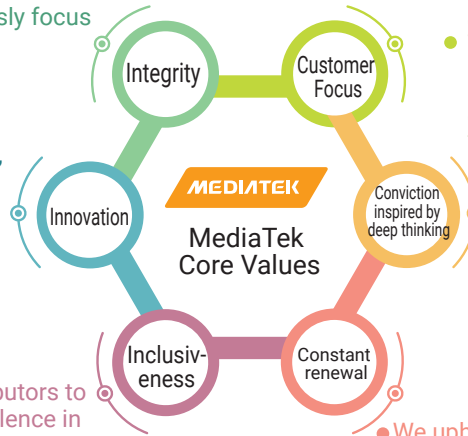 sly focus
Integrity
Customer
Focus
Innovation
MEDIATEK
MediaTek
Core Values
Conviction
inspired by
deep thinking
Inclusiv-
eness
Constant
renewal
butors to
llence in
We uph